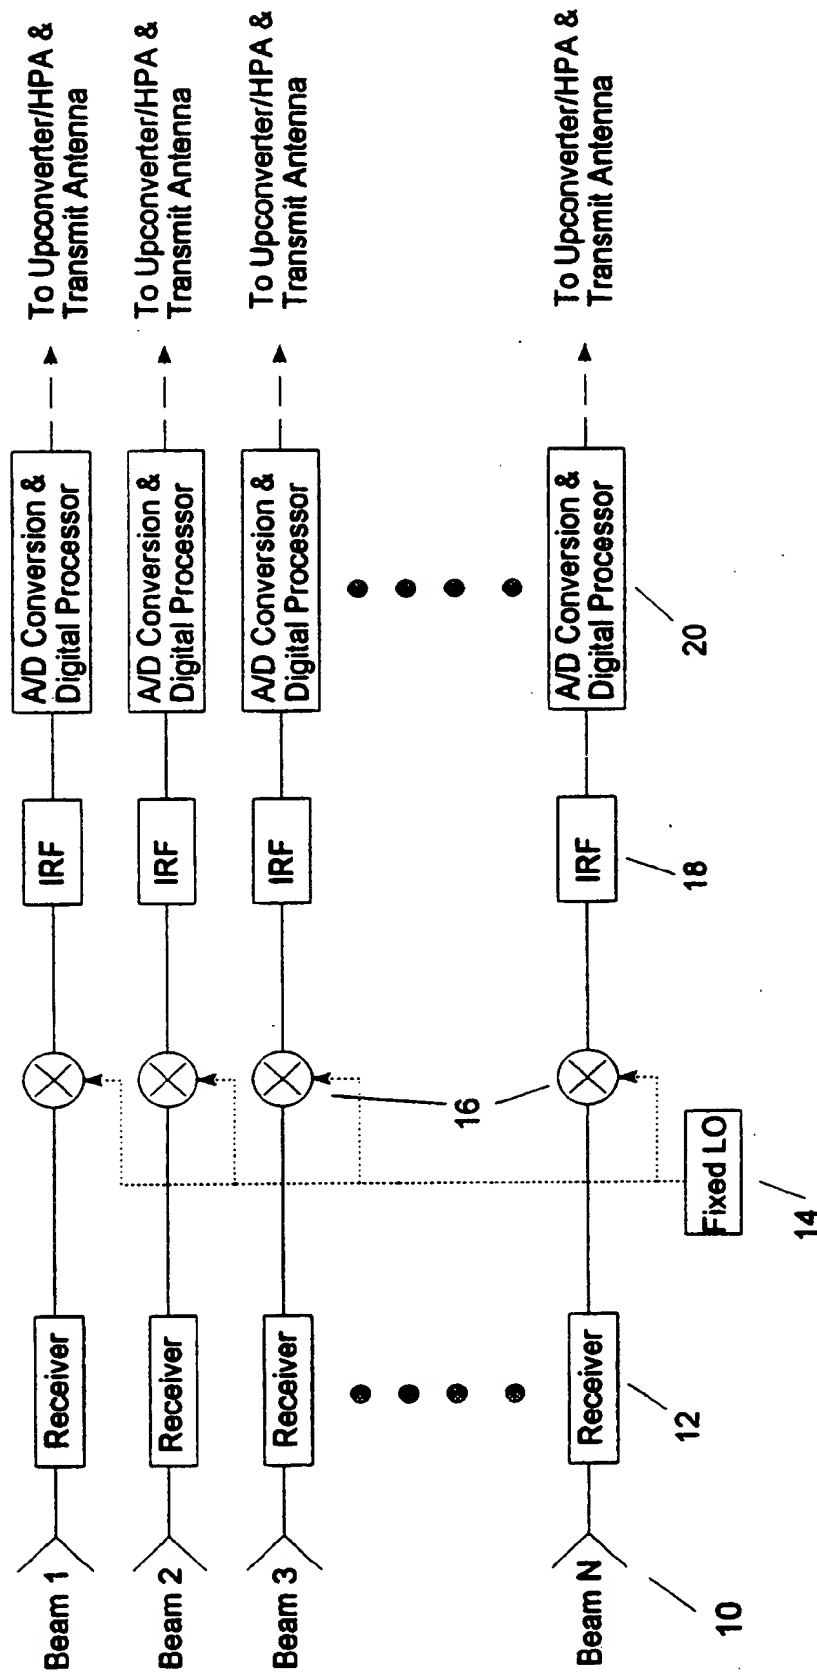 Beam 1
Receiver
IRF
A/D Conversion &
Digital Processor
To Upconverter/HPA &
Transmit Antenna
Beam 2
Receiver
IRF
A/D Conversion &
Digital Processor
To Upconverter/HPA &
Transmit Antenna
Beam 3
Receiver
IRF
A/D Conversion &
Digital Processor
To Upconverter/HPA &
Transmit Antenna
16
Beam N
Receiver
IRF
A/D Conversion &
Digital Processor
To Upconverter/HPA &
Transmit Antenna
10
12
Fixed LO
14
18
20